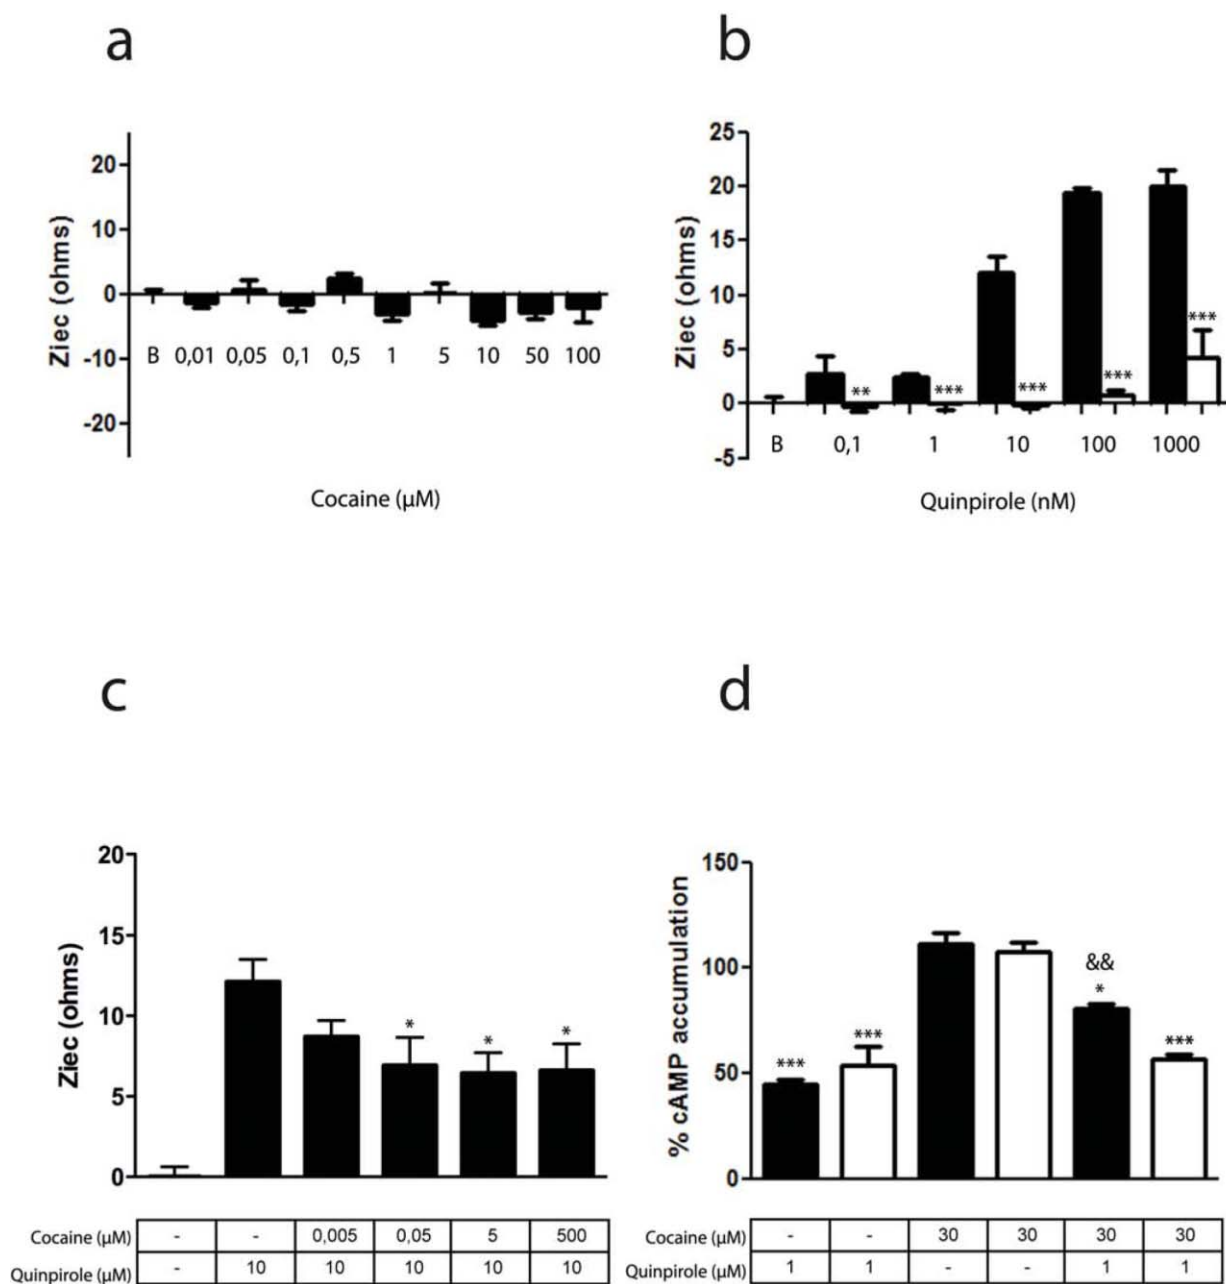 a
20
10
0
-10
-20
Ziec (ohms)
B 0,01 0,05 0,1 0,5 1 5 10 50 100
Cocaine (µM)
b
25
20
15
10
5
0
-5
Ziec (ohms)
** *** *** *** ***
B 0,1 1 10 100 1000
Quinpirole (nM)
c
20
15
10
5
0
Ziec (ohms)
* * *
Cocaine (µM) - - 0,005 0,05 5 500
Quinpirole (µM) - 10 10 10 10 10
d
150
100
50
0
% cAMP accumulation
&&
*** *** * ***
Cocaine (µM) - - 30 30 30 30
Quinpirole (µM) 1 1 - - 1 1